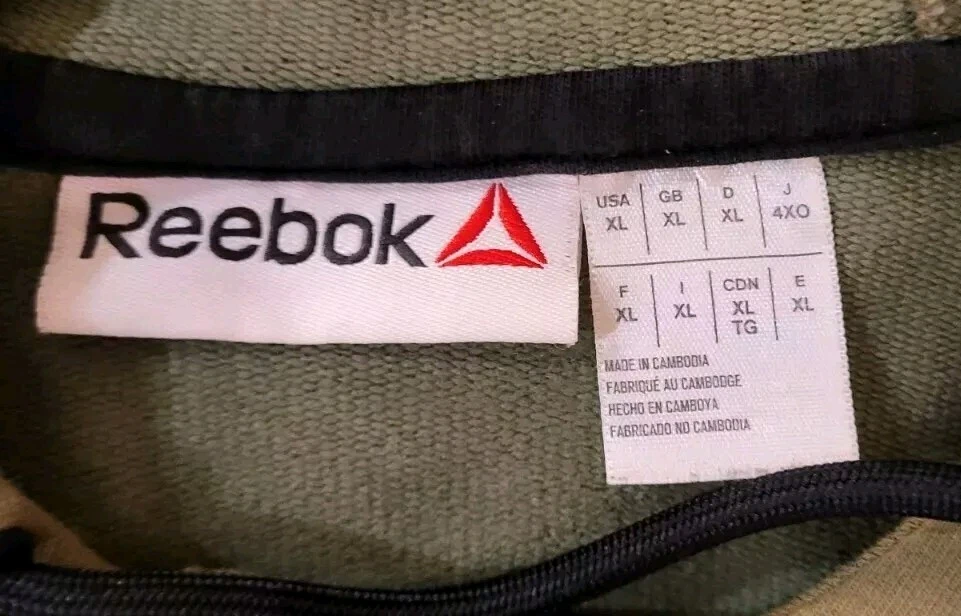 Reebok
USA GB D J
XL XL XL 4XO
F I CDN E
XL XL XL XL
TG
MADE IN CAMBODIA
FABRIQUÉ AU CAMBODGE
HECHO EN CAMBOYA
FABRICADO NO CAMBODIA